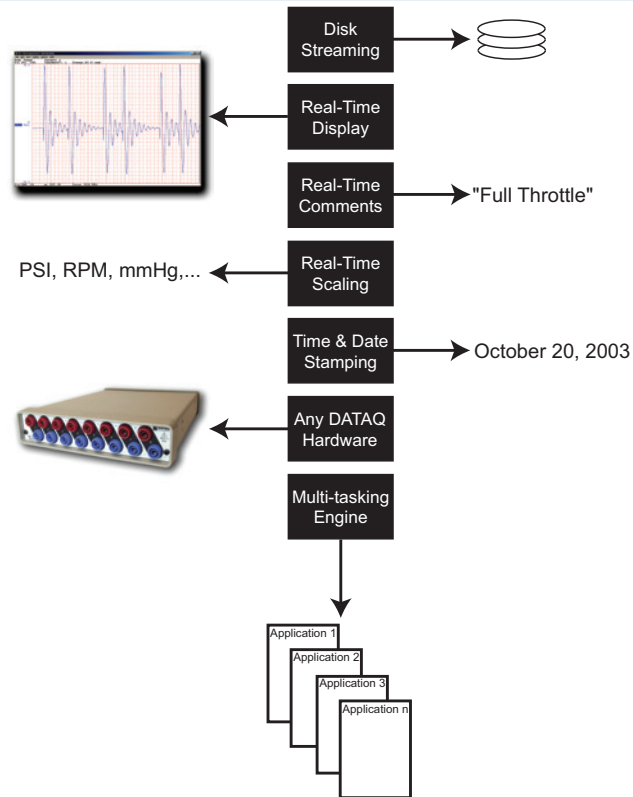 Disk
Streaming
Real-Time
Display
Real-Time
Comments
"Full Throttle"
Real-Time
Scaling
PSI, RPM, mmHg,...
Time & Date
Stamping
October 20, 2003
Any DATAQ
Hardware
Multi-tasking
Engine
Application 1
Application 2
Application 3
Application n